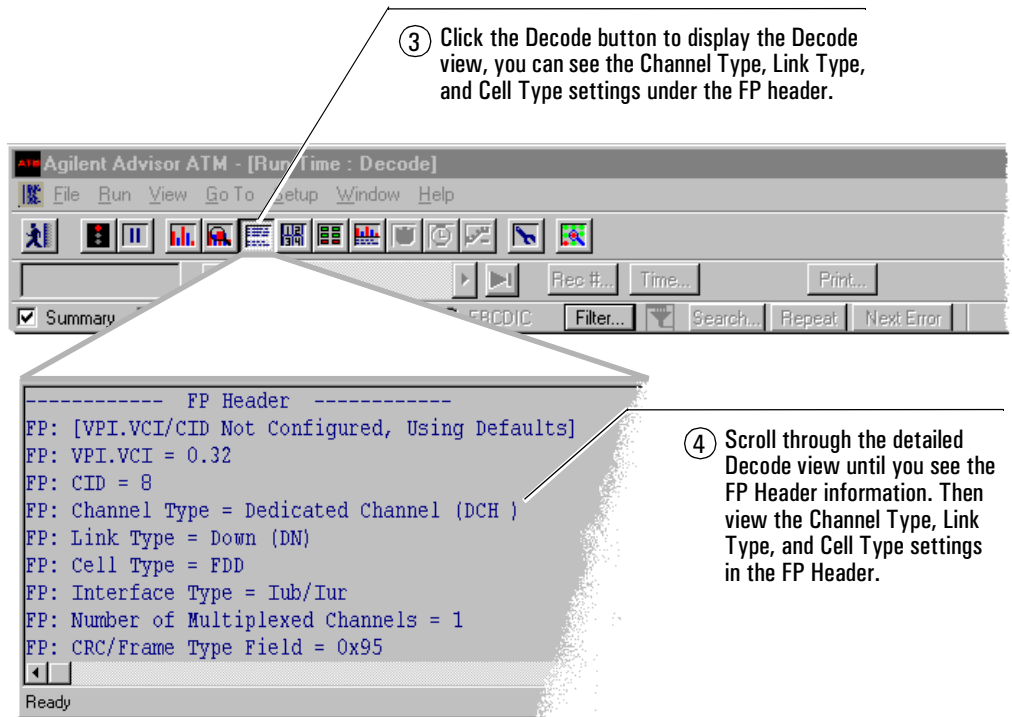 3 Click the Decode button to display the Decode
view, you can see the Channel Type, Link Type,
and Cell Type settings under the FP header.
ATM Agilent Advisor ATM - [Run Time : Decode]
File Run View Go To Setup Window Help
Rec #... Time... Print...
Summary EBCDIC Filter... Search... Repeat Next Error
------------ FP Header ------------
FP: [VPI.VCI/CID Not Configured, Using Defaults]
FP: VPI.VCI = 0.32
FP: CID = 8
FP: Channel Type = Dedicated Channel (DCH )
FP: Link Type = Down (DN)
FP: Cell Type = FDD
FP: Interface Type = Iub/Iur
FP: Number of Multiplexed Channels = 1
FP: CRC/Frame Type Field = 0x95
Ready
4 Scroll through the detailed
Decode view until you see the
FP Header information. Then
view the Channel Type, Link
Type, and Cell Type settings
in the FP Header.